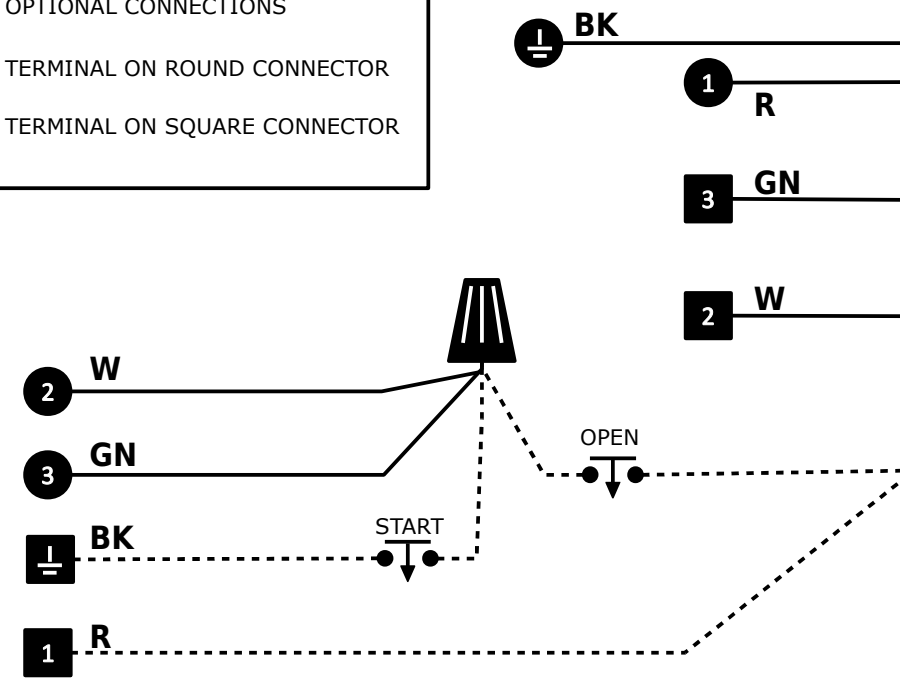 OPTIONAL CONNECTIONS
TERMINAL ON ROUND CONNECTOR
TERMINAL ON SQUARE CONNECTOR
BK
1
R
3
GN
2
W
2
W
3
GN
OPEN
START
BK
1
R